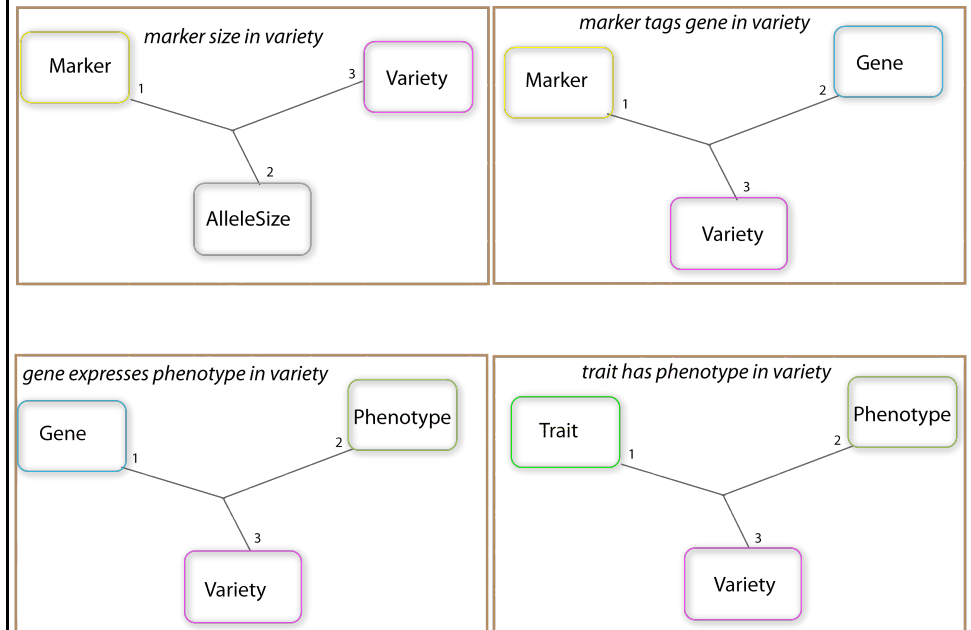 marker size in variety
Marker
1
3
Variety
2
AlleleSize
marker tags gene in variety
Marker
1
2
Gene
3
Variety
gene expresses phenotype in variety
Gene
1
2
Phenotype
3
Variety
trait has phenotype in variety
Trait
1
2
Phenotype
3
Variety